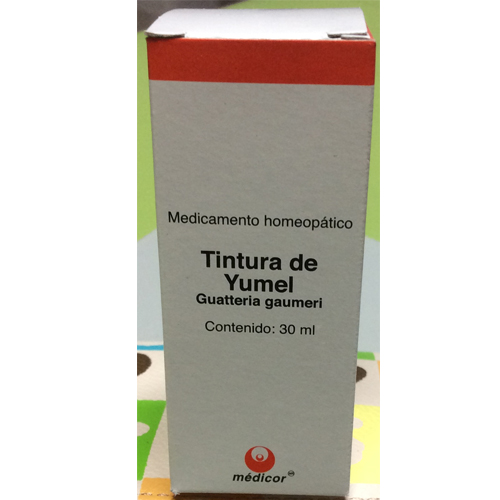 Medicamento homeopático
Tintura de
Yumel
Guatteria gaumeri
Contenido: 30 ml
médicor